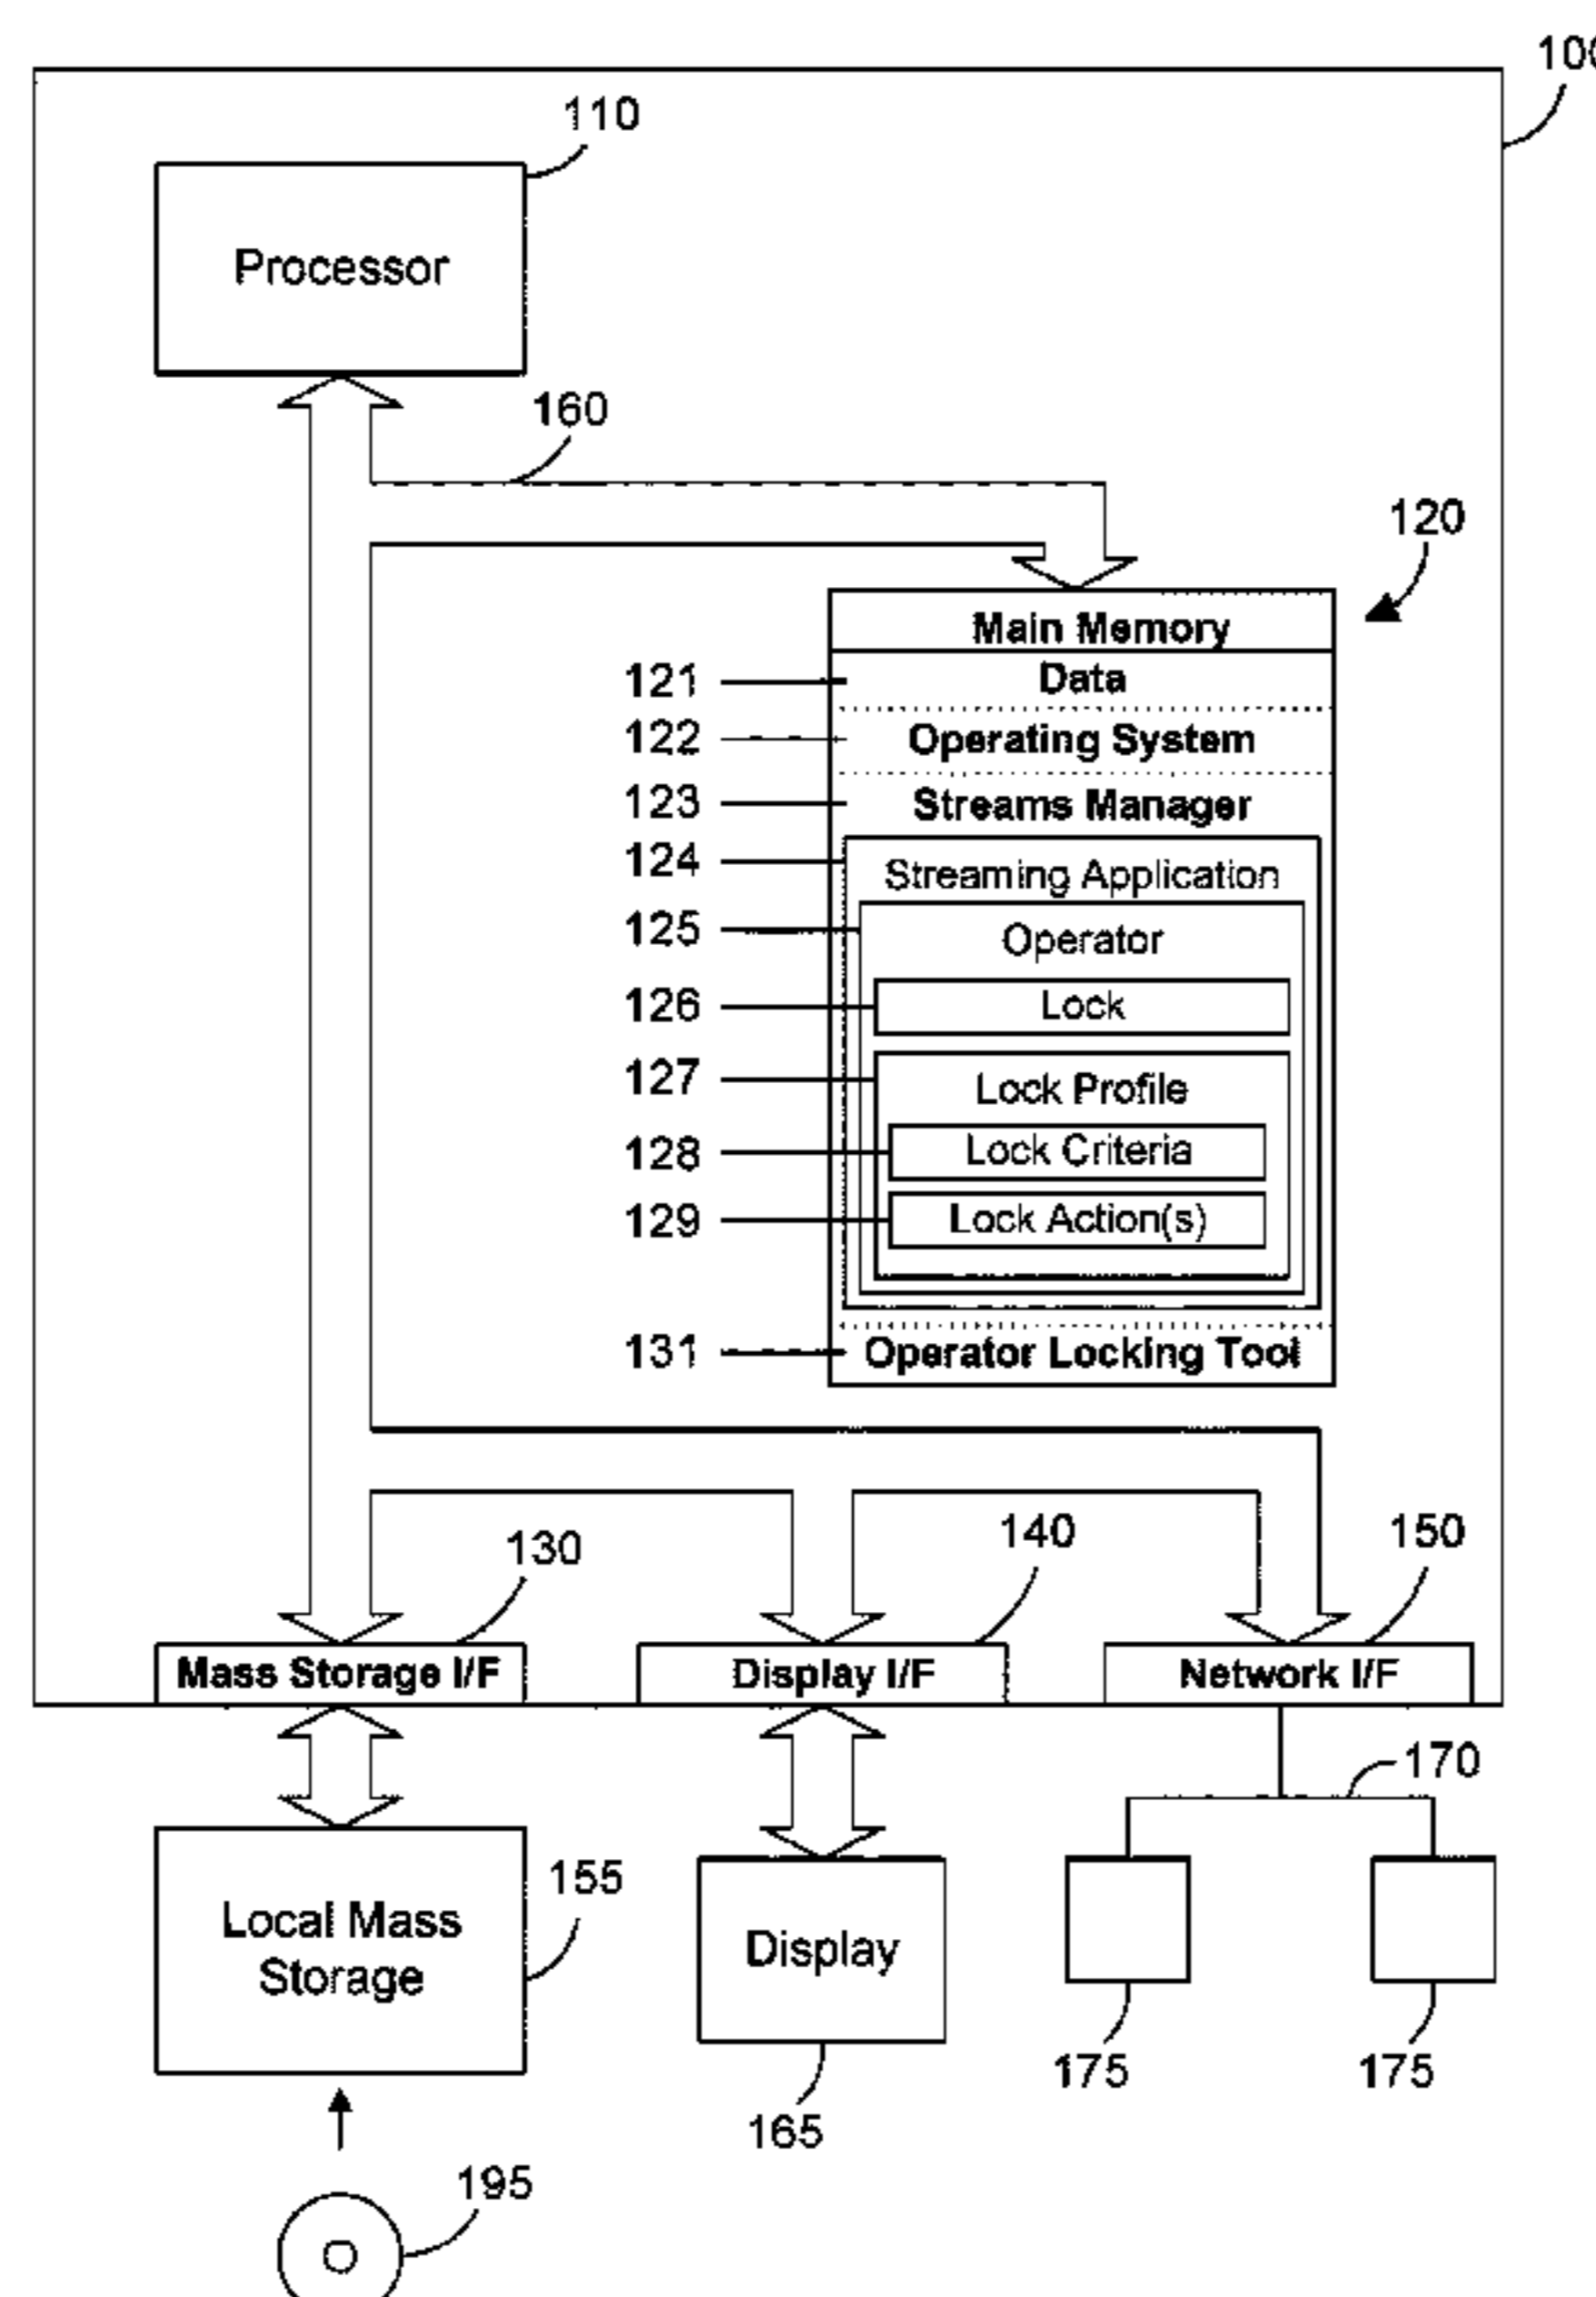 100
110
Processor
160
120
Main Memory
121 Data
122 Operating System
123 Streams Manager
124 Streaming Application
125 Operator
126 Lock
127 Lock Profile
128 Lock Criteria
129 Lock Action(s)
131 Operator Locking Tool
130
140
150
Mass Storage I/F
Display I/F
Network I/F
170
155
Local Mass
Storage
Display
175
175
165
195